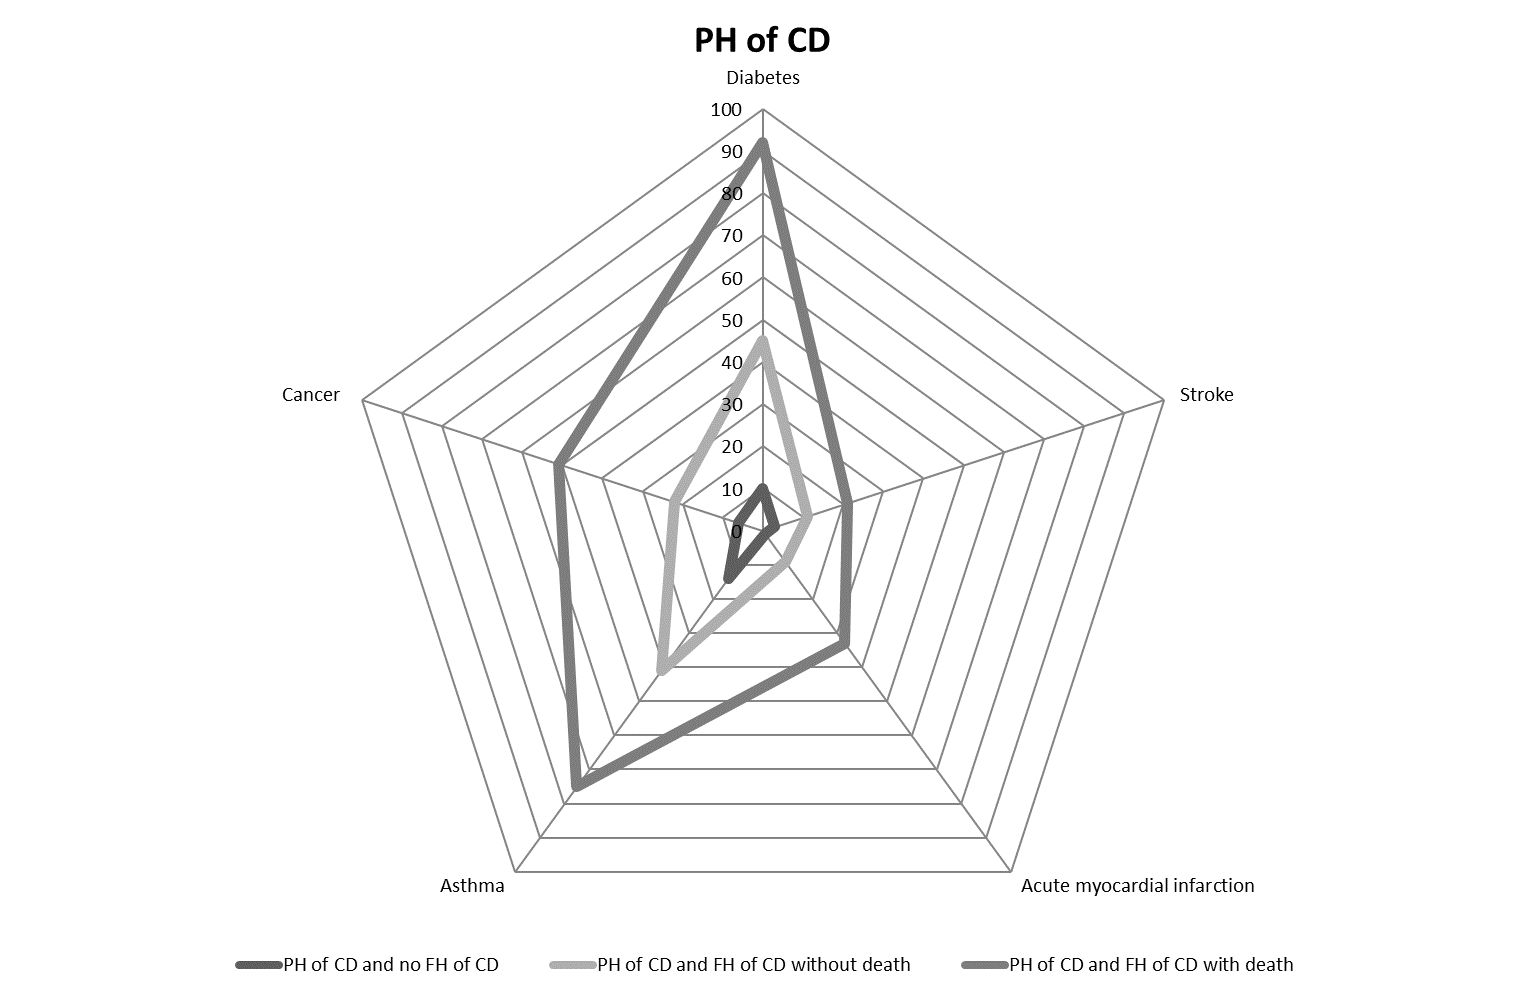 PH of CD
Diabetes
100
90
80
70
60
50
40
30
20
10
0
Cancer
Stroke
Asthma
Acute myocardial infarction
PH of CD and no FH of CD
PH of CD and FH of CD without death
PH of CD and FH of CD with death